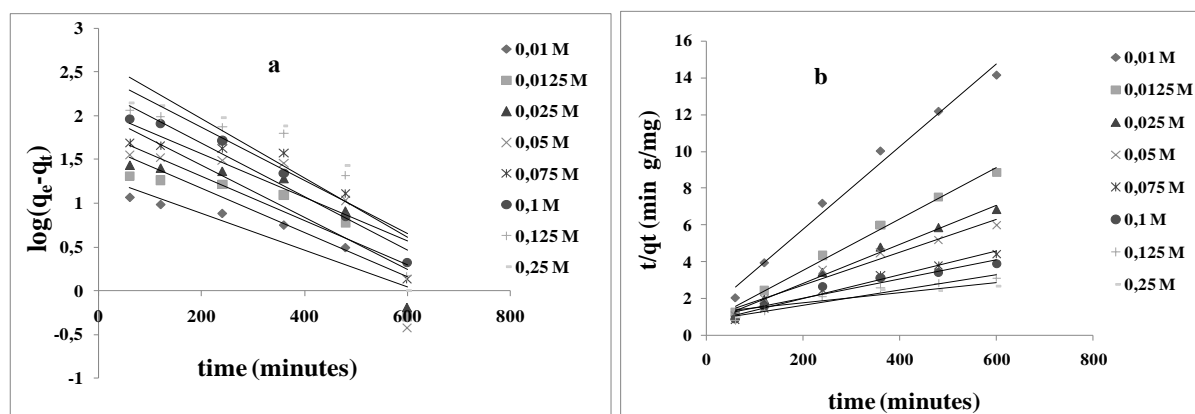 a
3
2,5
2
1,5
1
0,5
0
-0,5
-1
0 200 400 600 800
log(qe-qt)
time (minutes)
0,01 M
0,0125 M
0,025 M
0,05 M
0,075 M
0,1 M
0,125 M
0,25 M
b
16
14
12
10
8
6
4
2
0
0 200 400 600 800
t/qt (min g/mg)
time (minutes)
0,01 M
0,0125 M
0,025 M
0,05 M
0,075 M
0,1 M
0,125 M
0,25 M